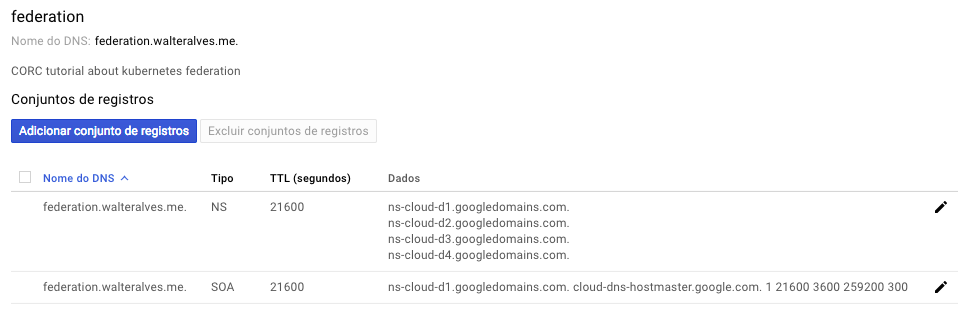 federation
Nome do DNS: federation.walteralves.me.
CORC tutorial about kubernetes federation
Conjuntos de registros
Adicionar conjunto de registros Excluir conjuntos de registros
Nome do DNS Tipo TTL (segundos) Dados
federation.walteralves.me. NS 21600 ns-cloud-d1.googledomains.com.
ns-cloud-d2.googledomains.com.
ns-cloud-d3.googledomains.com.
ns-cloud-d4.googledomains.com.
federation.walteralves.me. SOA 21600 ns-cloud-d1.googledomains.com. cloud-dns-hostmaster.google.com. 1 21600 3600 259200 300